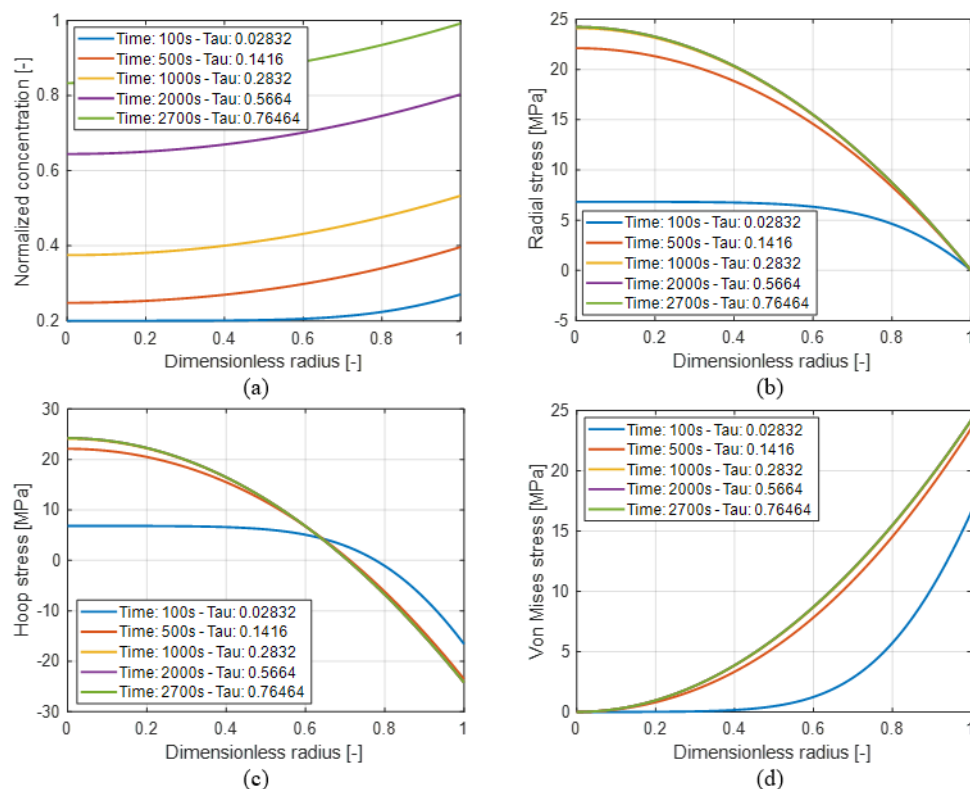 1
0.8
0.6
0.4
0.2
Normalized concentration [-]
Time: 100s - Tau: 0.02832
Time: 500s - Tau: 0.1416
Time: 1000s - Tau: 0.2832
Time: 2000s - Tau: 0.5664
Time: 2700s - Tau: 0.76464
0 0.2 0.4 0.6 0.8 1
Dimensionless radius [-]
(a)
25
20
15
10
5
0
-5
Radial stress [MPa]
Time: 100s - Tau: 0.02832
Time: 500s - Tau: 0.1416
Time: 1000s - Tau: 0.2832
Time: 2000s - Tau: 0.5664
Time: 2700s - Tau: 0.76464
0 0.2 0.4 0.6 0.8 1
Dimensionless radius [-]
(b)
30
20
10
0
-10
-20
-30
Hoop stress [MPa]
Time: 100s - Tau: 0.02832
Time: 500s - Tau: 0.1416
Time: 1000s - Tau: 0.2832
Time: 2000s - Tau: 0.5664
Time: 2700s - Tau: 0.76464
0 0.2 0.4 0.6 0.8 1
Dimensionless radius [-]
(c)
25
20
15
10
5
0
Von Mises stress [MPa]
Time: 100s - Tau: 0.02832
Time: 500s - Tau: 0.1416
Time: 1000s - Tau: 0.2832
Time: 2000s - Tau: 0.5664
Time: 2700s - Tau: 0.76464
0 0.2 0.4 0.6 0.8 1
Dimensionless radius [-]
(d)